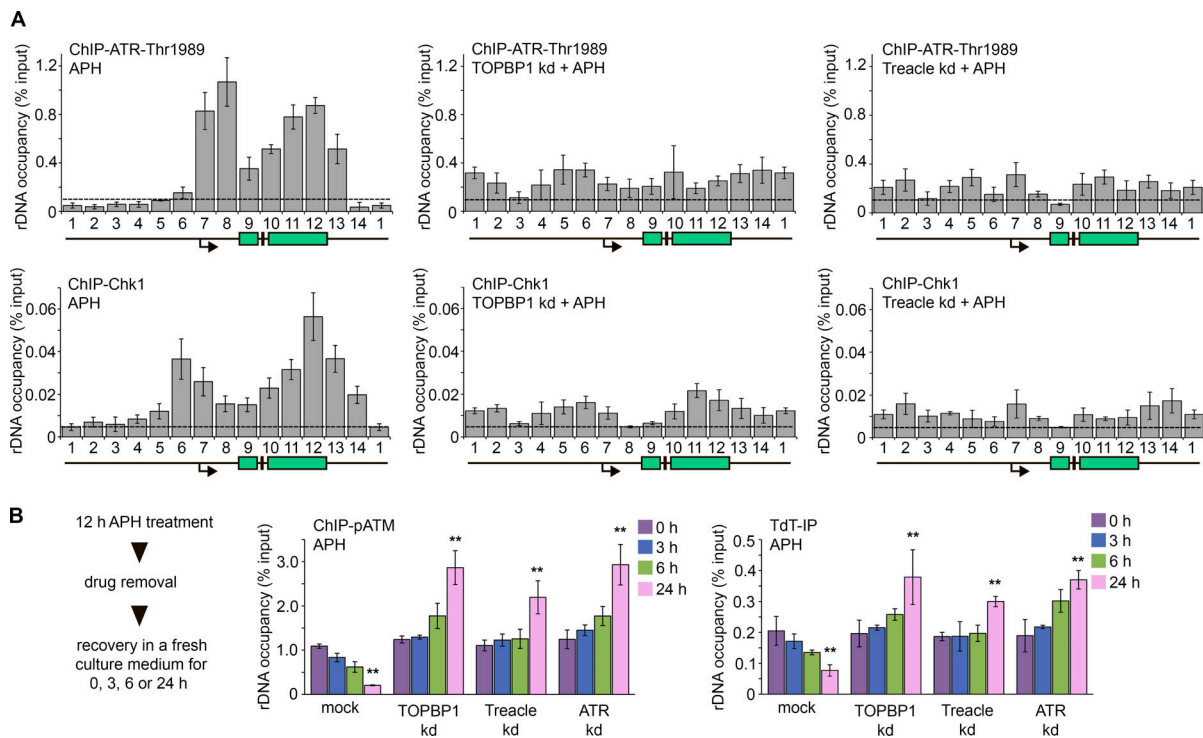 A
ChIP-ATR-Thr1989
APH
rDNA occupancy (% input)
1.2
0.8
0.4
0
1 2 3 4 5 6 7 8 9 10 11 12 13 14 1
ChIP-ATR-Thr1989
TOPBP1 kd + APH
rDNA occupancy (% input)
1.2
0.8
0.4
0
1 2 3 4 5 6 7 8 9 10 11 12 13 14 1
ChIP-ATR-Thr1989
Treacle kd + APH
rDNA occupancy (% input)
1.2
0.8
0.4
0
1 2 3 4 5 6 7 8 9 10 11 12 13 14 1
ChIP-Chk1
APH
rDNA occupancy (% input)
0.06
0.04
0.02
0
1 2 3 4 5 6 7 8 9 10 11 12 13 14 1
ChIP-Chk1
TOPBP1 kd + APH
rDNA occupancy (% input)
0.06
0.04
0.02
0
1 2 3 4 5 6 7 8 9 10 11 12 13 14 1
ChIP-Chk1
Treacle kd + APH
rDNA occupancy (% input)
0.06
0.04
0.02
0
1 2 3 4 5 6 7 8 9 10 11 12 13 14 1
B
12 h APH treatment
drug removal
recovery in a fresh
culture medium for
0, 3, 6 or 24 h
ChIP-pATM
APH
rDNA occupancy (% input)
3.0
2.0
1.0
0
0 h
3 h
6 h
24 h
** ** ** **
mock
TOPBP1
kd
Treacle
kd
ATR
kd
TdT-IP
APH
rDNA occupancy (% input)
0.5
0.4
0.3
0.2
0.1
0
0 h
3 h
6 h
24 h
** ** ** **
mock
TOPBP1
kd
Treacle
kd
ATR
kd